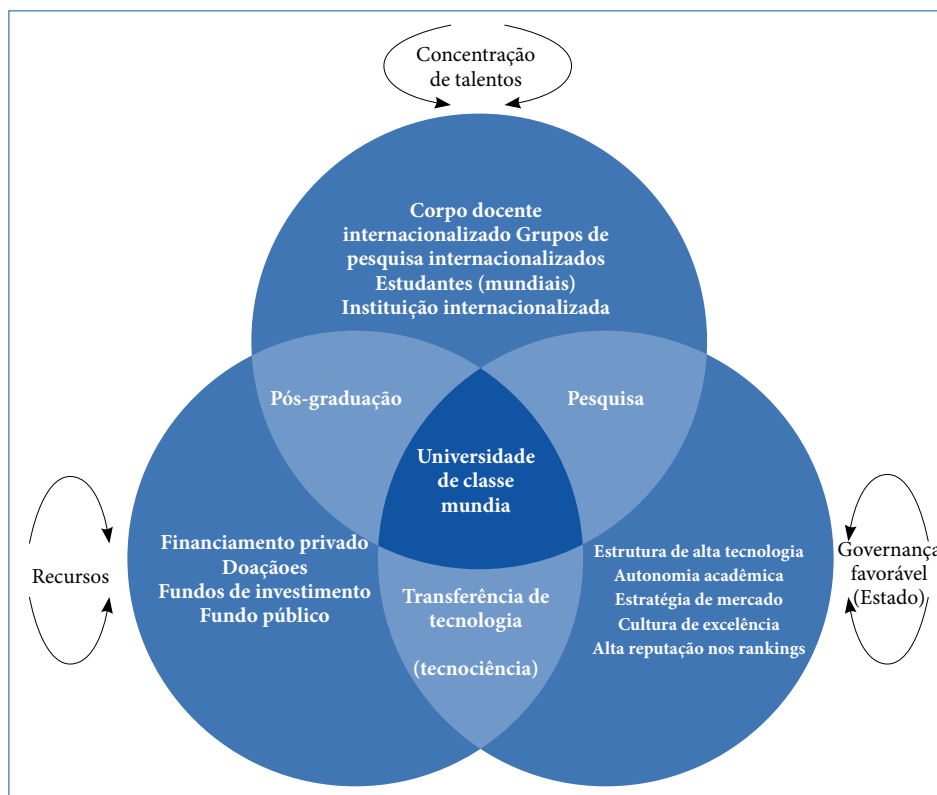 Concentração
de talentos
Corpo docente
internacionalizado Grupos de
pesquisa internacionalizados
Estudantes (mundiais)
Instituição internacionalizada
Pós-graduação
Pesquisa
Universidade
de classe
mundia
Recursos
Financiamento privado
Doaçãoes
Fundos de investimento
Fundo público
Transferência de
tecnologia
(tecnociência)
Estrutura de alta tecnologia
Autonomia acadêmica
Estratégia de mercado
Cultura de excelência
Alta reputação nos rankings
Governança
favorável
(Estado)